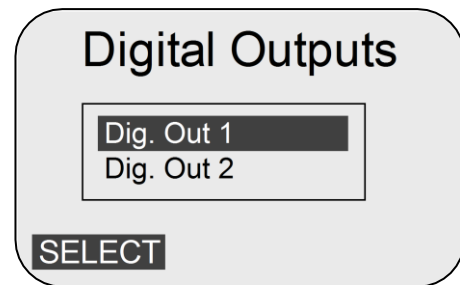 Digital Outputs
Dig. Out 1
Dig. Out 2
SELECT